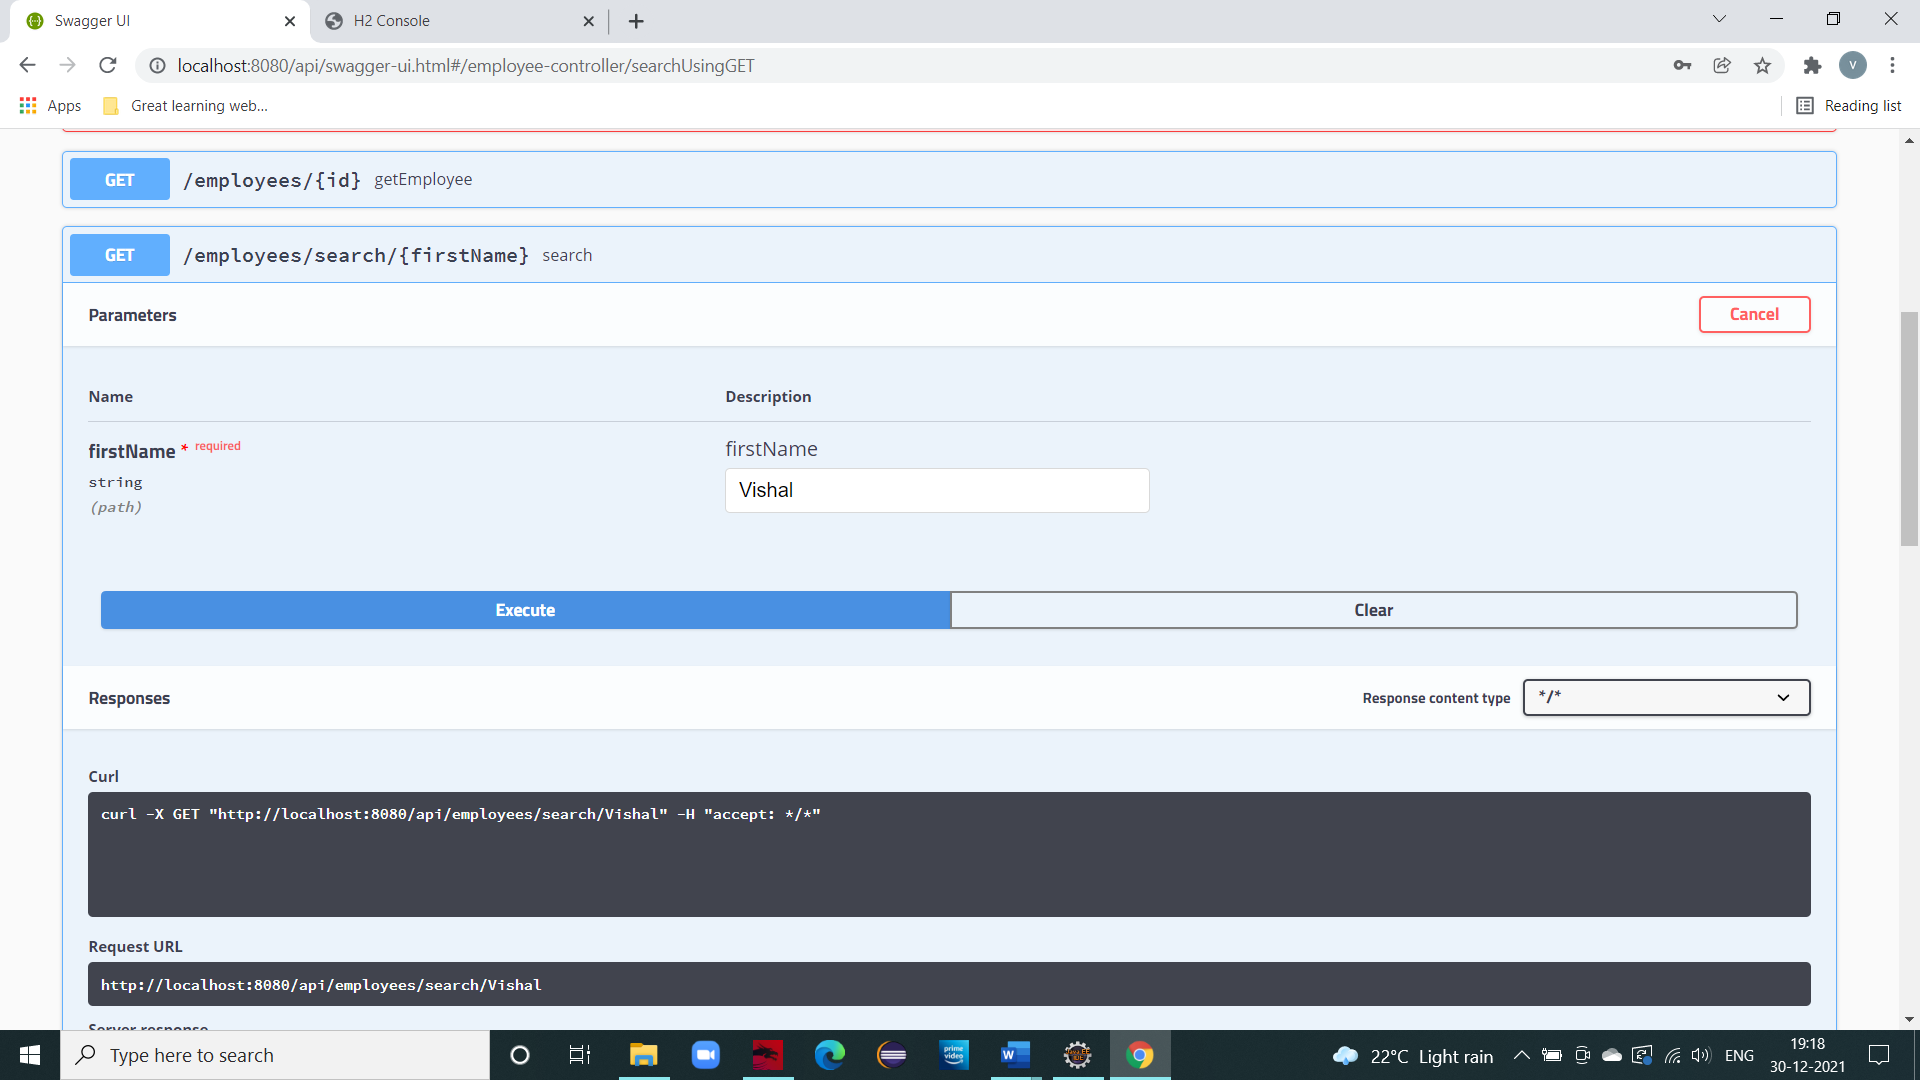 Swagger UI
H2 Console
localhost:8080/api/swagger-ui.html#/employee-controller/searchUsingGET
V
Apps
Great learning web...
Reading list
GET /employees/{id} getEmployee
GET /employees/search/{firstName} search
Parameters
Cancel
Name Description
firstName * required
string
(path)
firstName
Vishal
Execute
Clear
Responses
Response content type */*
Curl
curl -X GET "http://localhost:8080/api/employees/search/Vishal" -H "accept: */*"
Request URL
http://localhost:8080/api/employees/search/Vishal
Server response
Type here to search
prime video
W
22°C Light rain
ENG
19:18
30-12-2021